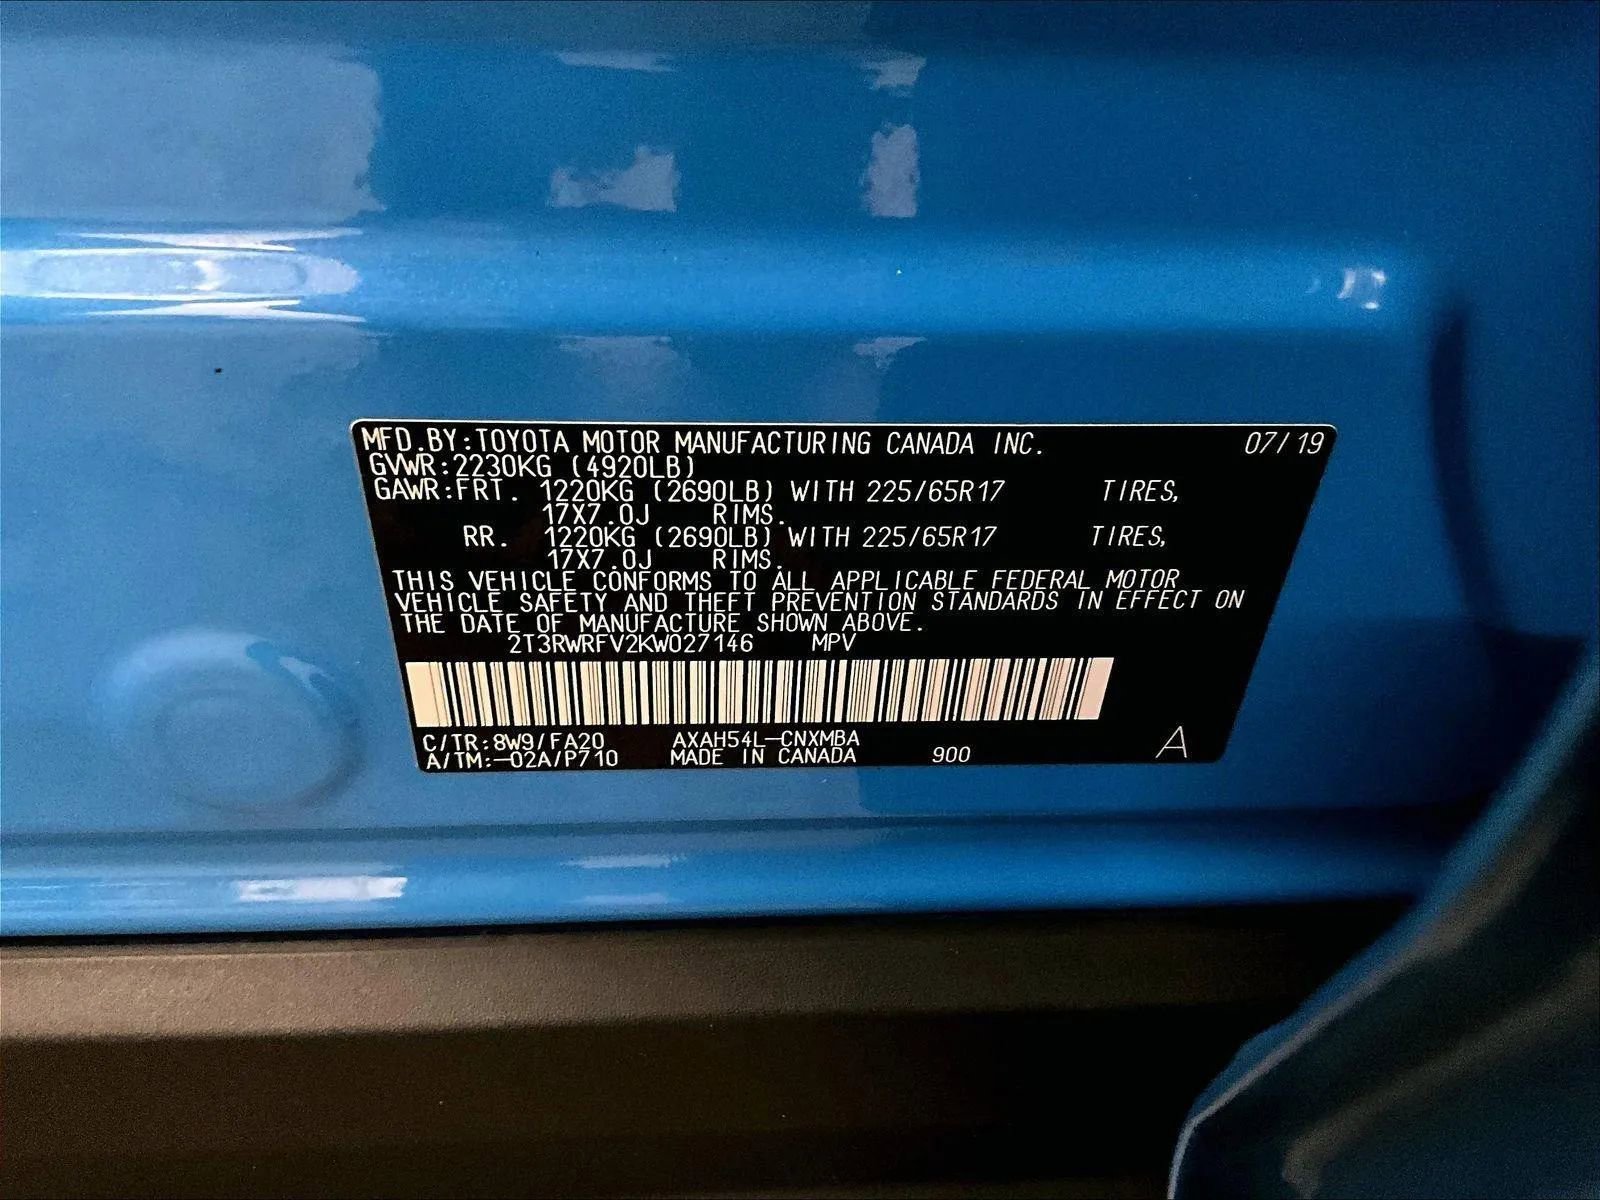 MFD.BY:TOYOTA MOTOR MANUFACTURING CANADA INC. 07/19
GVWR:2230KG (4920LB)
GAWR:FRT. 1220KG (2690LB) WITH 225/65R17 TIRES,
17X7.0J RIMS.
RR. 1220KG (2690LB) WITH 225/65R17 TIRES,
17X7.0J RIMS.
THIS VEHICLE CONFORMS TO ALL APPLICABLE FEDERAL MOTOR
VEHICLE SAFETY AND THEFT PREVENTION STANDARDS IN EFFECT ON
THE DATE OF MANUFACTURE SHOWN ABOVE.
2T3RWRFV2KW027146 MPV
C/TR:8W9/FA20 AXAH54L-CNXMBA
A/TM:-02A/P710 MADE IN CANADA 900 A